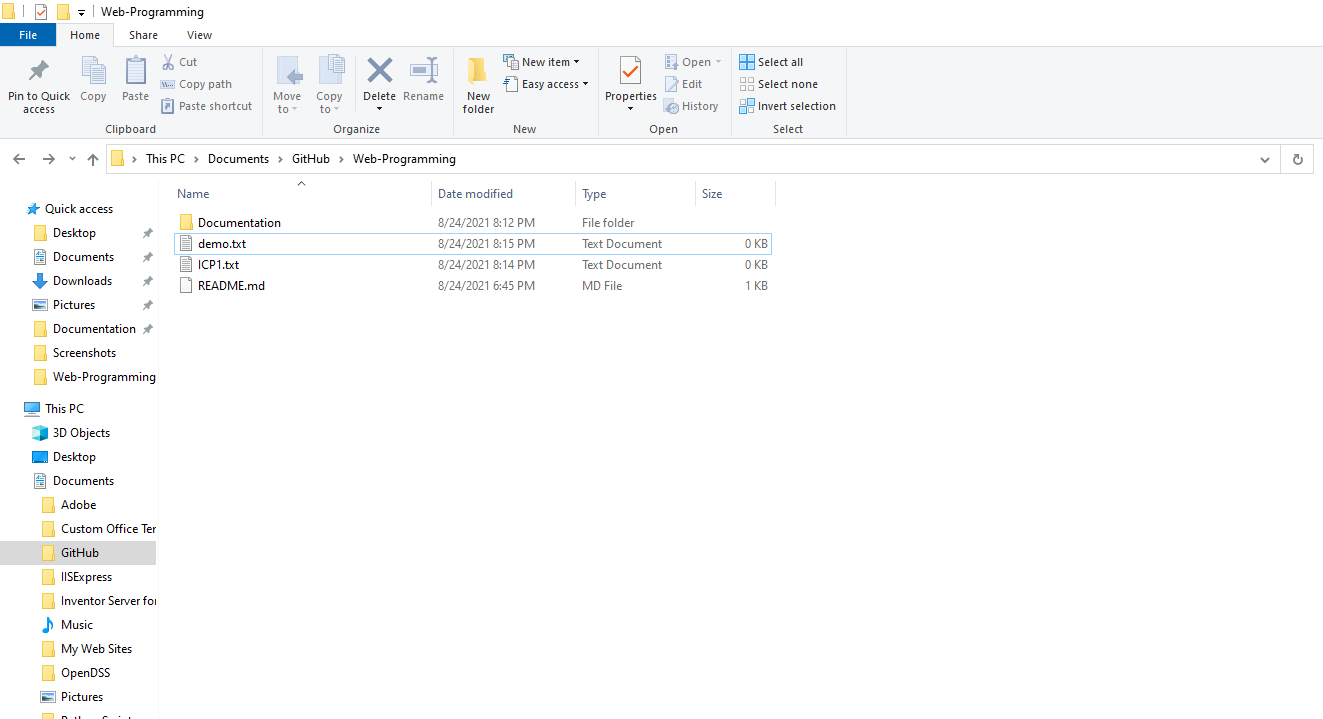 Web-Programming
File Home Share View
Pin to Quick access
Copy
Paste
Cut
Copy path
Paste shortcut
Clipboard
Move to
Copy to
Delete
Rename
Organize
New folder
New item
Easy access
New
Properties
Open
Edit
History
Open
Select all
Select none
Invert selection
Select
This PC > Documents > GitHub > Web-Programming
Name Date modified Type Size
Documentation 8/24/2021 8:12 PM File folder
demo.txt 8/24/2021 8:15 PM Text Document 0 KB
ICP1.txt 8/24/2021 8:14 PM Text Document 0 KB
README.md 8/24/2021 6:45 PM MD File 1 KB
Quick access
Desktop
Documents
Downloads
Pictures
Documentation
Screenshots
Web-Programming
This PC
3D Objects
Desktop
Documents
Adobe
Custom Office Ter
GitHub
IISExpress
Inventor Server for
Music
My Web Sites
OpenDSS
Pictures